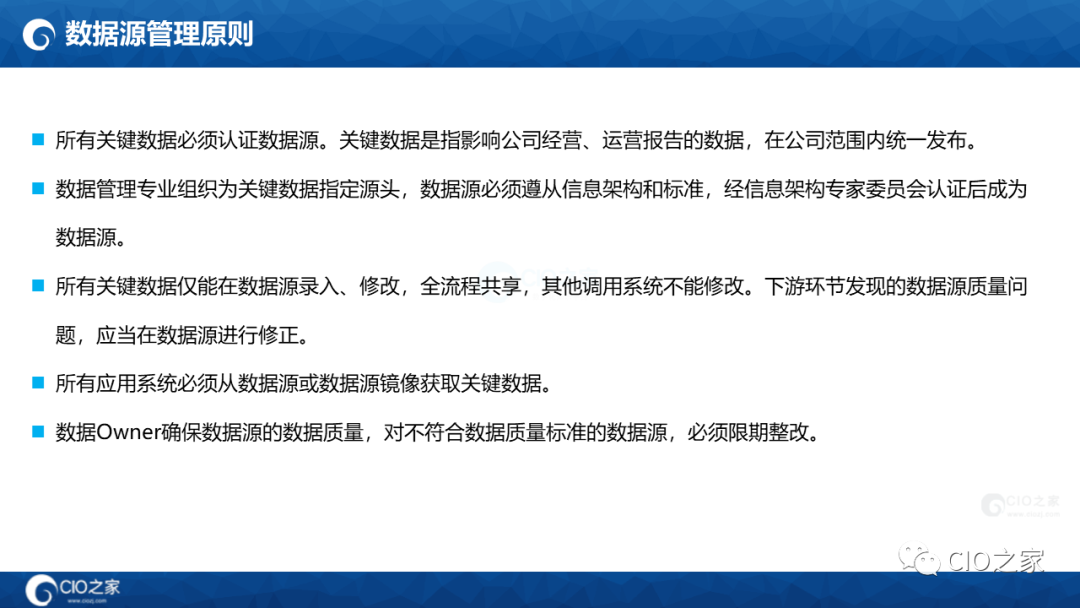 数据源管理原则
所有关键数据必须认证数据源。关键数据是指影响公司经营、运营报告的数据，在公司范围内统一发布。
数据管理专业组织为关键数据指定源头，数据源必须遵从信息架构和标准，经信息架构专家委员会认证后成为
数据源。
所有关键数据仅能在数据源录入、修改，全流程共享，其他调用系统不能修改。下游环节发现的数据源质量问
题，应当在数据源进行修正。
所有应用系统必须从数据源或数据源镜像获取关键数据。
数据Owner确保数据源的数据质量，对不符合数据质量标准的数据源，必须限期整改。
CIO之家
www.ciozj.com
CIO之家
CIO之家
www.ciozj.com